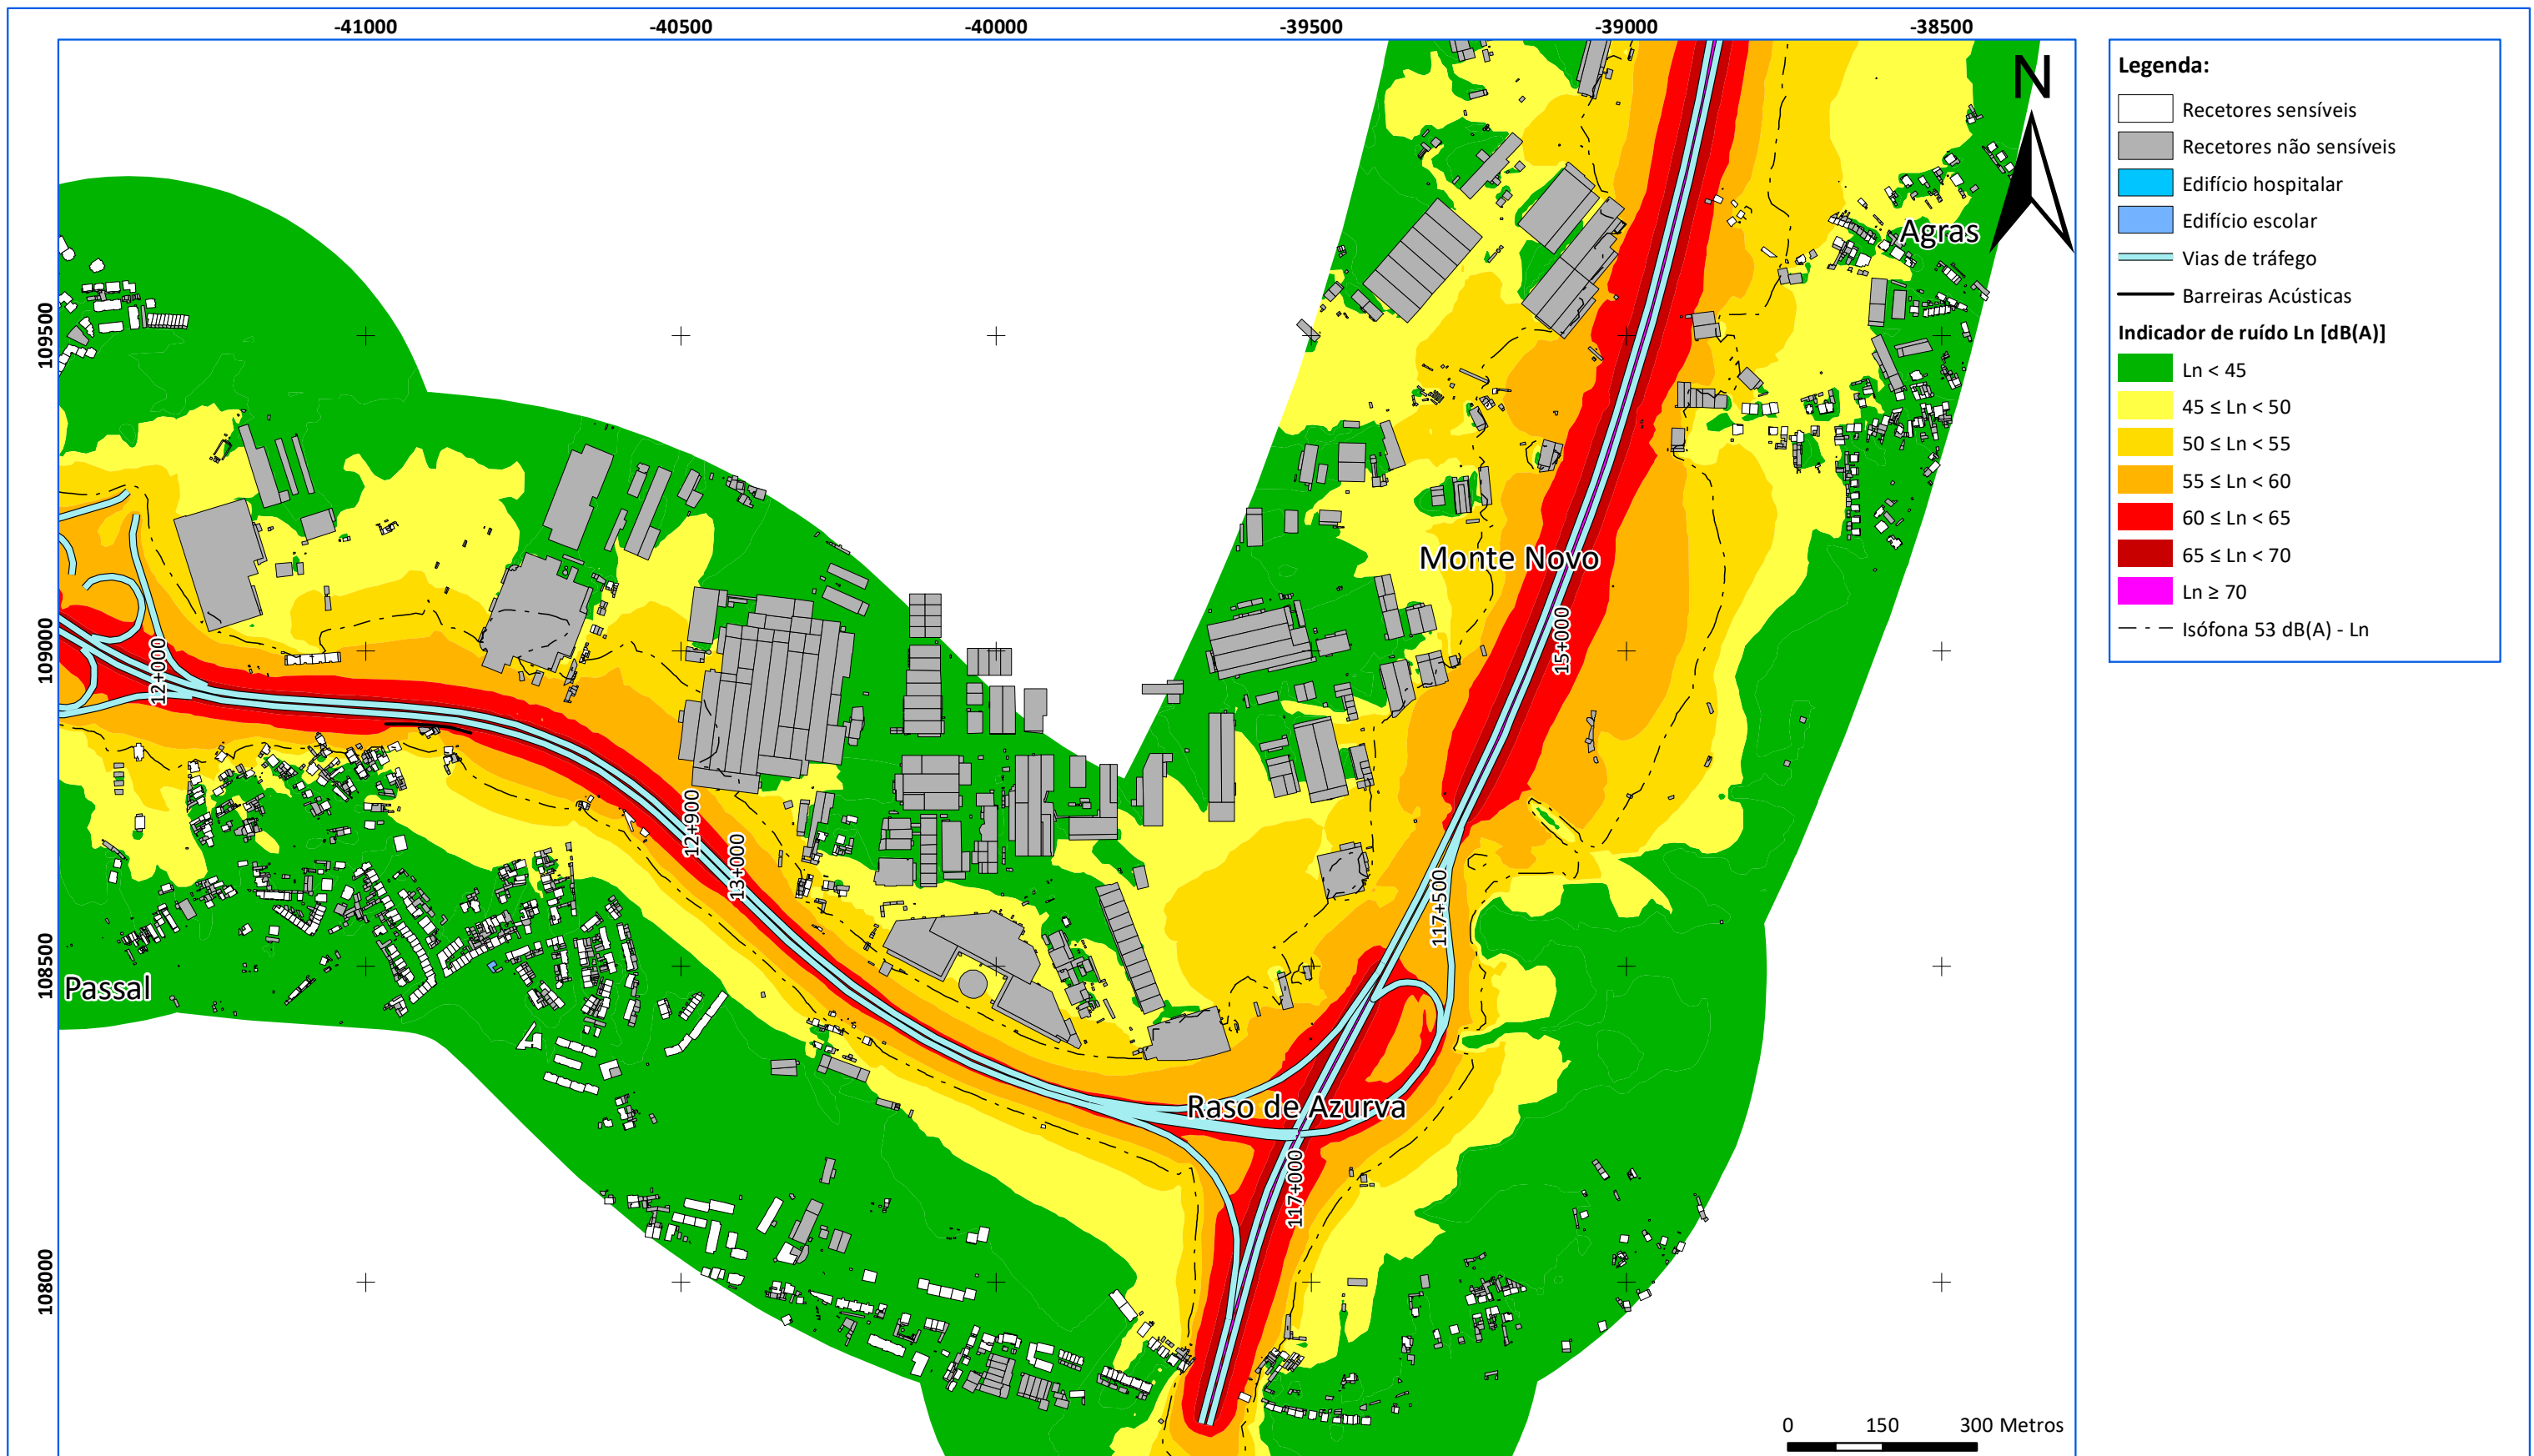 -41000
-40500
-40000
-39500
-39000
-38500
109500
109000
108500
108000
N
Agras
Monte Novo
15+000
12+000
12+900
13+000
117+500
Passal
Raso de Azurva
117+000
0 150 300 Metros
Legenda:
Recetores sensíveis
Recetores não sensíveis
Edifício hospitalar
Edifício escolar
Vias de tráfego
Barreiras Acústicas
Indicador de ruído Ln [dB(A)]
Ln < 45
45 ≤ Ln < 50
50 ≤ Ln < 55
55 ≤ Ln < 60
60 ≤ Ln < 65
65 ≤ Ln < 70
Ln ≥ 70
Isófona 53 dB(A) - Ln